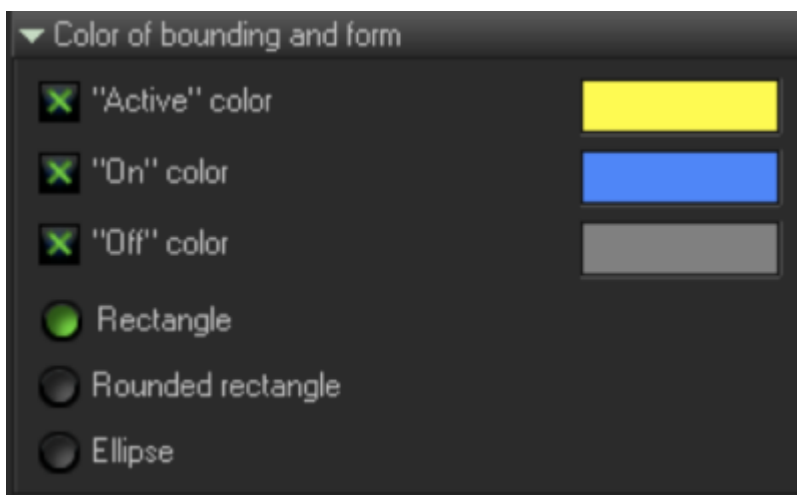 Color of bounding and form
"Active" color
"On" color
"Off" color
Rectangle
Rounded rectangle
Ellipse